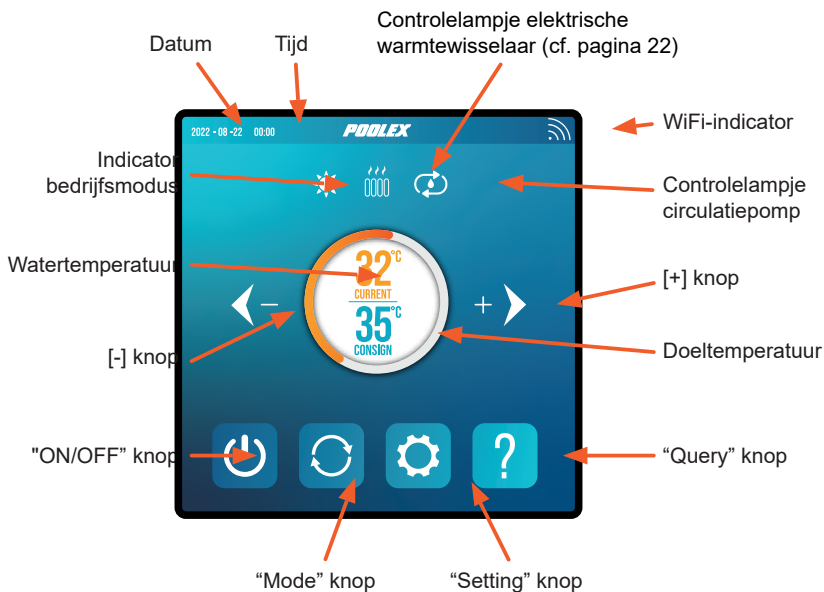 Controlelampje elektrische
warmtewisselaar (cf. pagina 22)
Datum
Tijd
WiFi-indicator
2022 - 08 -22 00:00
POOLEX
Indicator
bedrijfsmodus
Controlelampje
circulatiepomp
Watertemperatuur
32°C
CURRENT
35°C
CONSIGN
[+] knop
[-] knop
Doeltemperatuur
"ON/OFF” knop
?
“Query” knop
“Mode” knop
“Setting” knop